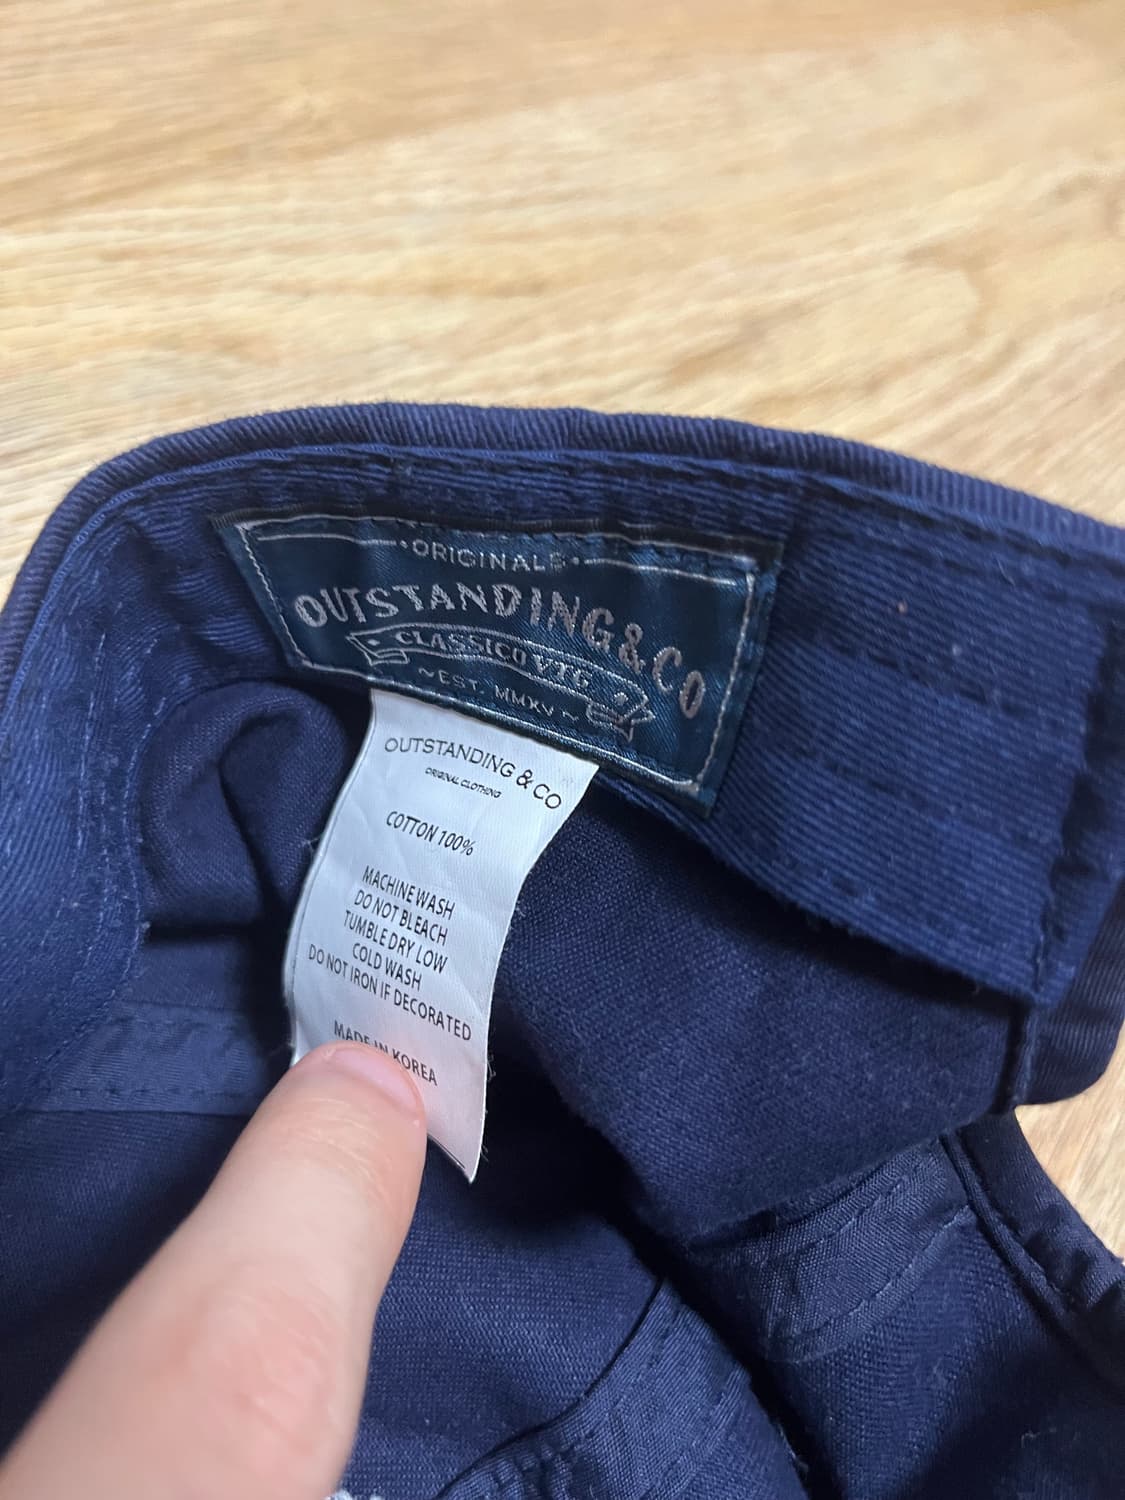 •ORIGINALS•
OUTSTANDING&CO
CLASSICO VTG
~EST. MMXV~
OUTSTANDING & CO
ORIGINAL CLOTHING
COTTON 100%
MACHINE WASH
DO NOT BLEACH
TUMBLE DRY LOW
COLD WASH
DO NOT IRON IF DECORATED
MADE IN KOREA